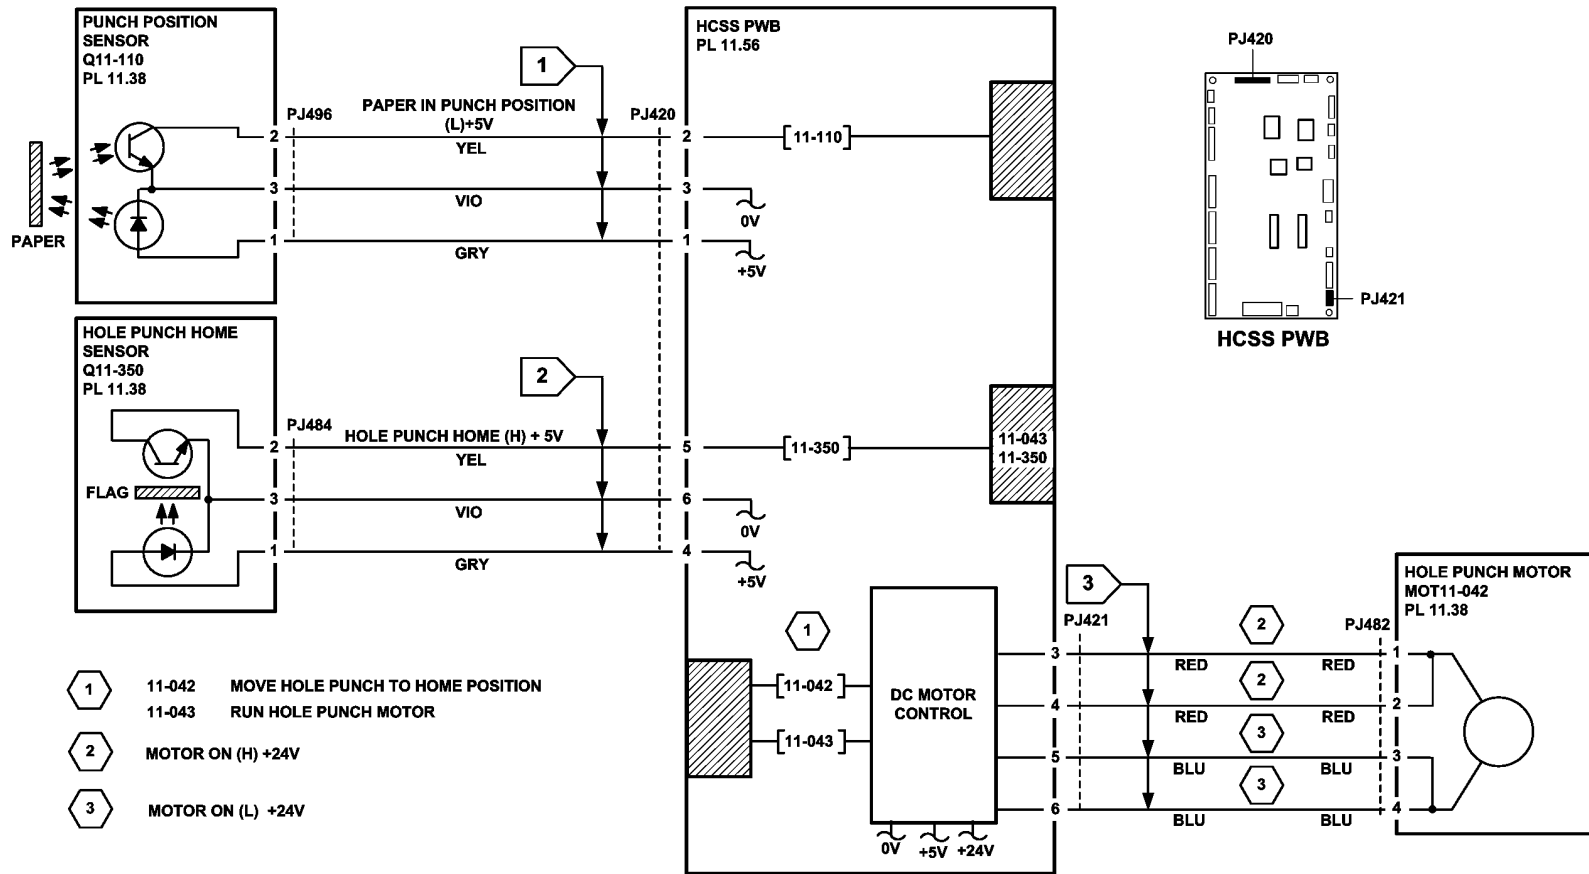 PUNCH POSITION
SENSOR
Q11-110
PL 11.38
PAPER
2
3
1
PJ496
PAPER IN PUNCH POSITION
(L)+5V
YEL
VIO
GRY
1
PJ420
2
3
1
HCSS PWB
PL 11.56
11-110
0V
+5V
PJ420
PJ421
HCSS PWB
HOLE PUNCH HOME
SENSOR
Q11-350
PL 11.38
FLAG
2
3
1
PJ484
HOLE PUNCH HOME (H) + 5V
YEL
VIO
GRY
2
5
6
4
11-350
0V
+5V
11-043
11-350
1
11-042
11-043
DC MOTOR
CONTROL
0V
+5V
+24V
3
4
5
6
3
PJ421
RED
RED
RED
RED
BLU
BLU
BLU
BLU
2
2
3
3
PJ482
1
2
3
4
HOLE PUNCH MOTOR
MOT11-042
PL 11.38
1
11-042 MOVE HOLE PUNCH TO HOME POSITION
11-043 RUN HOLE PUNCH MOTOR
2 MOTOR ON (H) +24V
3 MOTOR ON (L) +24V